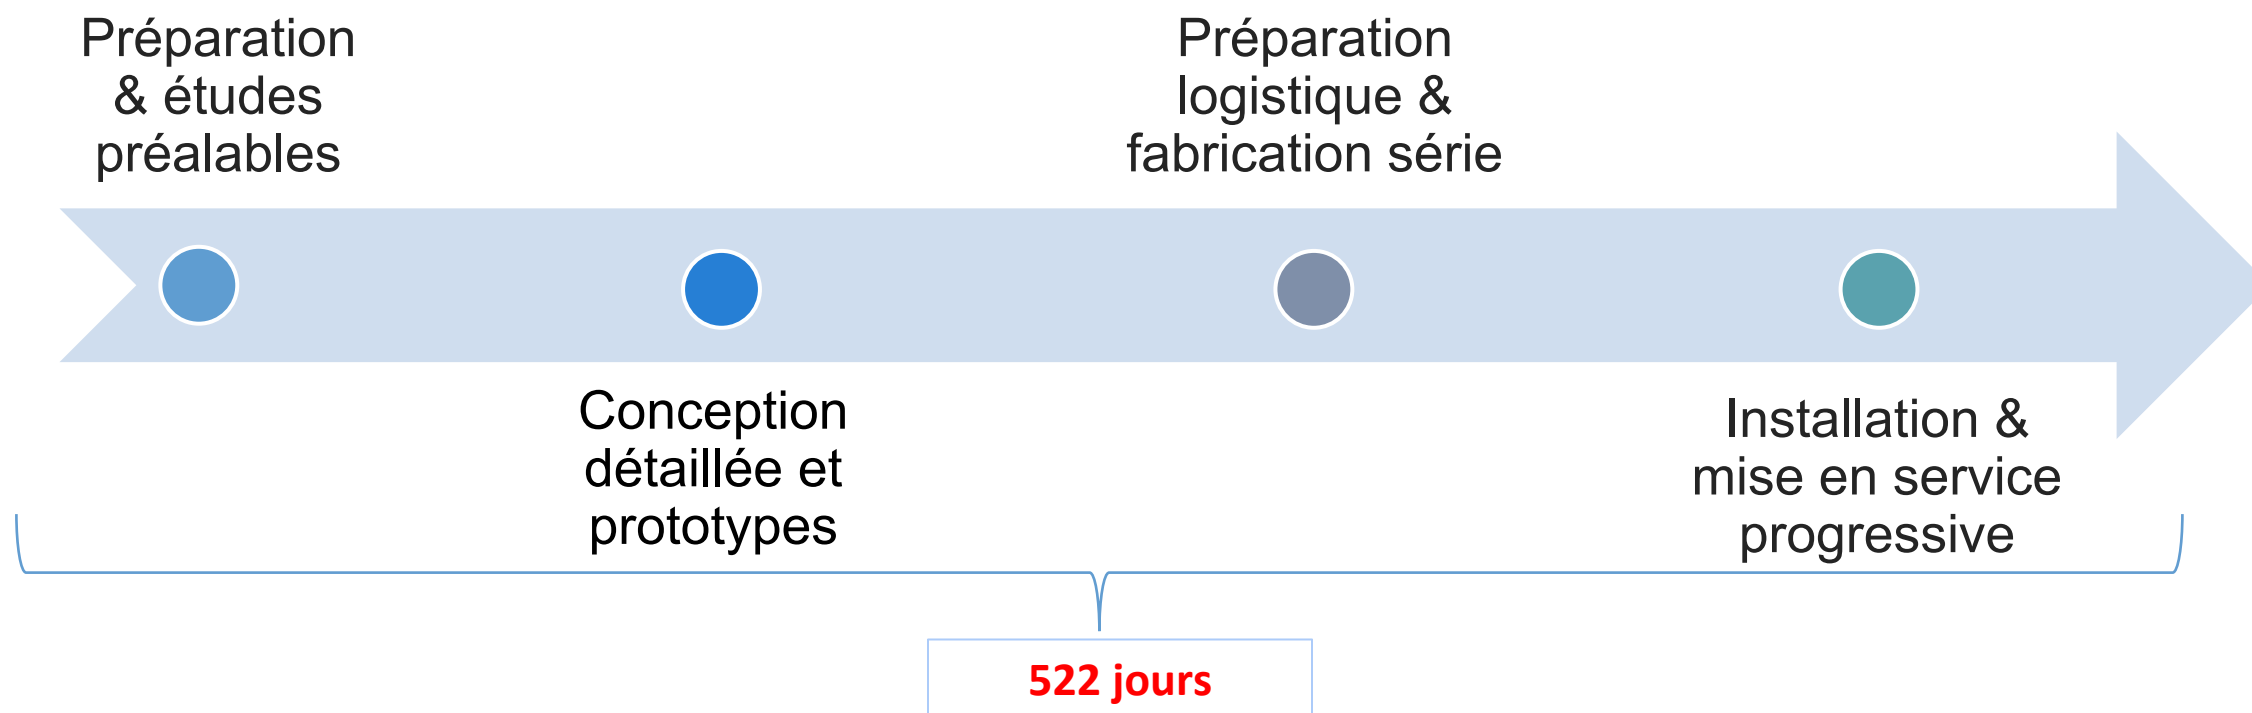 Préparation
& études
préalables
Conception
détaillée et
prototypes
Préparation
logistique &
fabrication série
Installation &
mise en service
progressive
522 jours